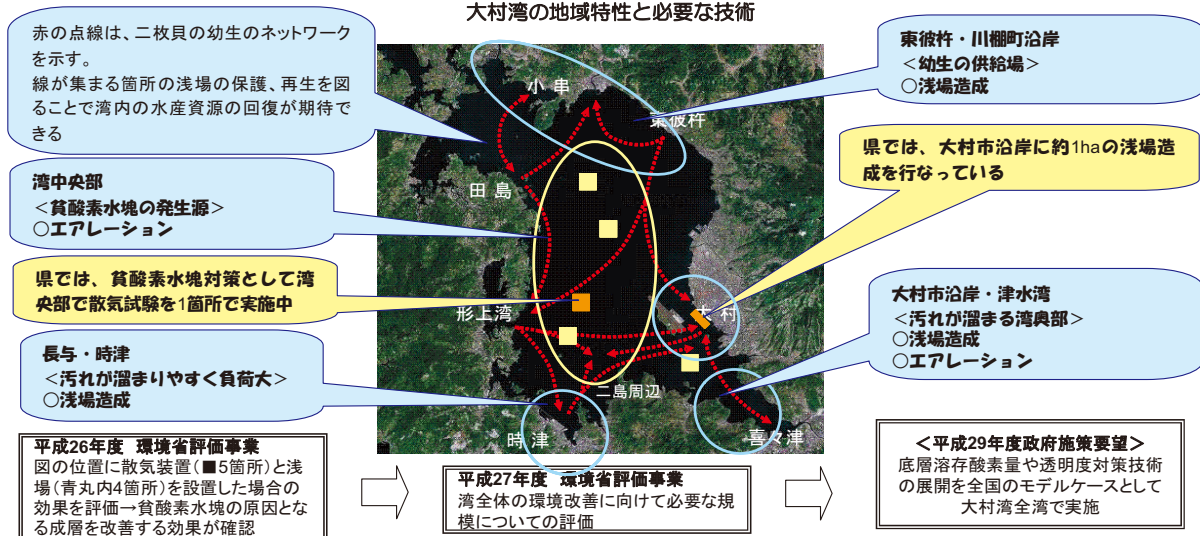 大村湾の地域特性と必要な技術
赤の点線は、二枚貝の幼生のネットワーク
を示す。
線が集まる箇所の浅場の保護、再生を図
ることで湾内の水産資源の回復が期待で
きる
湾中央部
<貧酸素水塊の発生源>
○エアレーション
県では、貧酸素水塊対策として湾
央部で散気試験を1箇所で実施中
長与・時津
<汚れが溜まりやすく負荷大>
○浅場造成
小串
東彼杵
田島
形上湾
大村
二島周辺
時津
喜々津
東彼杵・川棚町沿岸
<幼生の供給場>
○浅場造成
県では、大村市沿岸に約1haの浅場造
成を行なっている
大村市沿岸・津水湾
<汚れが溜まる湾奥部>
○浅場造成
○エアレーション
平成26年度 環境省評価事業
図の位置に散気装置(■5箇所)と浅
場(青丸内4箇所)を設置した場合の
効果を評価→貧酸素水塊の原因とな
る成層を改善する効果が確認
平成27年度 環境省評価事業
湾全体の環境改善に向けて必要な規
模についての評価
<平成29年度政府施策要望>
底層溶存酸素量や透明度対策技術
の展開を全国のモデルケースとして
大村湾全湾で実施